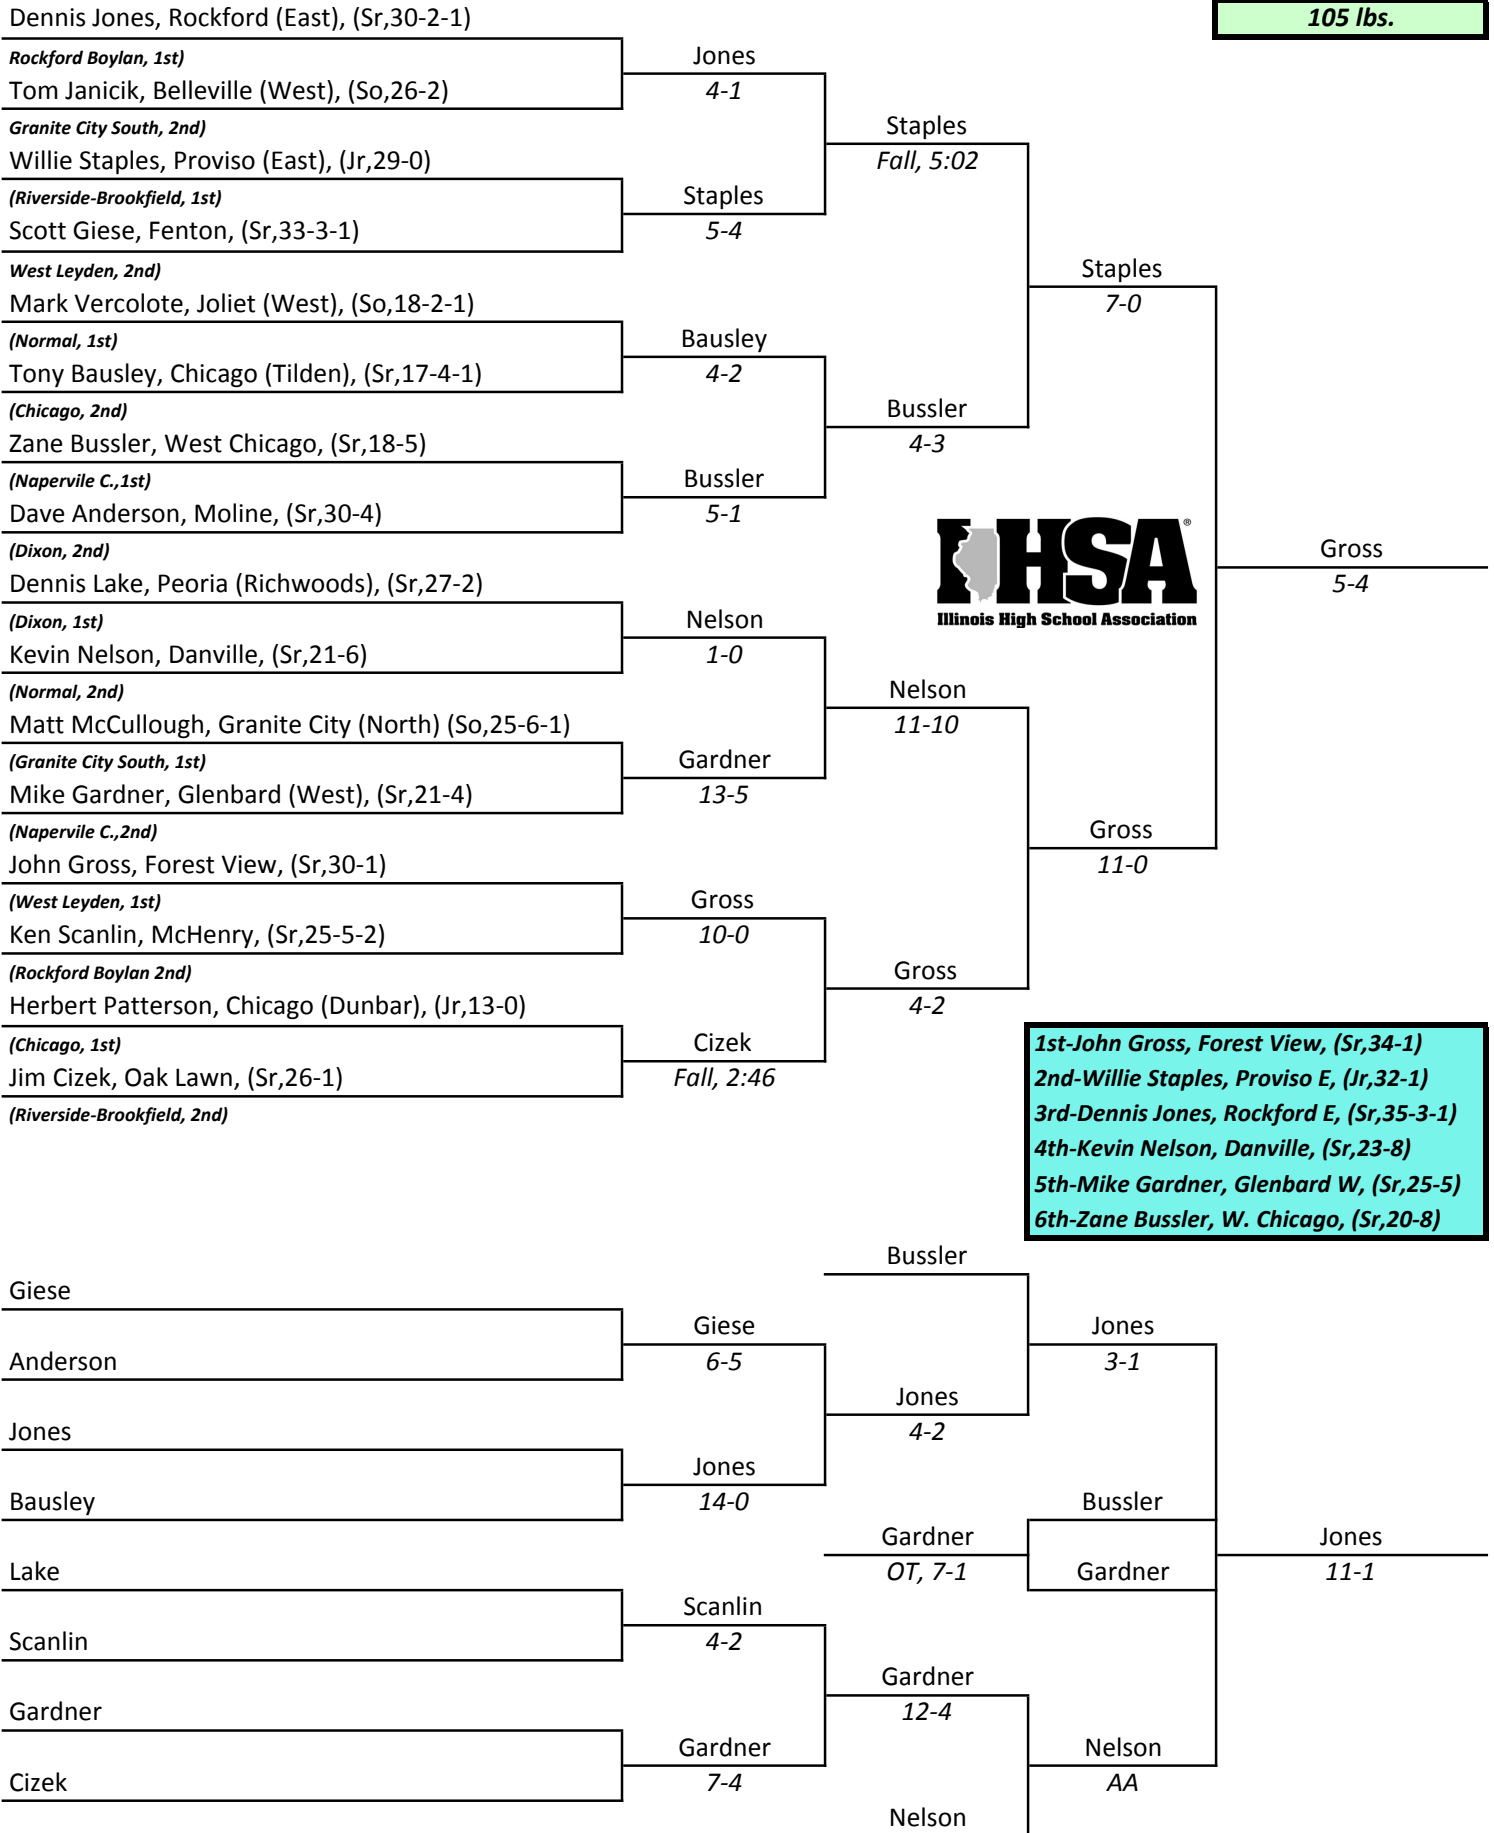 Dennis Jones, Rockford (East), (Sr,30-2-1)
105 lbs.
Rockford Boylan, 1st)
Jones
Tom Janicik, Belleville (West), (So,26-2)
4-1
Granite City South, 2nd)
Staples
Willie Staples, Proviso (East), (Jr,29-0)
Fall, 5:02
(Riverside-Brookfield, 1st)
Staples
Scott Giese, Fenton, (Sr,33-3-1)
5-4
West Leyden, 2nd)
Staples
Mark Vercolote, Joliet (West), (So,18-2-1)
7-0
(Normal, 1st)
Bausley
Tony Bausley, Chicago (Tilden), (Sr,17-4-1)
4-2
(Chicago, 2nd)
Bussler
Zane Bussler, West Chicago, (Sr,18-5)
4-3
(Napervile C.,1st)
Bussler
Dave Anderson, Moline, (Sr,30-4)
5-1
IHSA®
Illinois High School Association
(Dixon, 2nd)
Gross
Dennis Lake, Peoria (Richwoods), (Sr,27-2)
5-4
(Dixon, 1st)
Nelson
Kevin Nelson, Danville, (Sr,21-6)
1-0
(Normal, 2nd)
Nelson
Matt McCullough, Granite City (North) (So,25-6-1)
11-10
(Granite City South, 1st)
Gardner
Mike Gardner, Glenbard (West), (Sr,21-4)
13-5
(Napervile C.,2nd)
Gross
John Gross, Forest View, (Sr,30-1)
11-0
(West Leyden, 1st)
Gross
Ken Scanlin, McHenry, (Sr,25-5-2)
10-0
(Rockford Boylan 2nd)
Gross
Herbert Patterson, Chicago (Dunbar), (Jr,13-0)
4-2
(Chicago, 1st)
Cizek
Jim Cizek, Oak Lawn, (Sr,26-1)
Fall, 2:46
(Riverside-Brookfield, 2nd)
1st-John Gross, Forest View, (Sr,34-1)
2nd-Willie Staples, Proviso E, (Jr,32-1)
3rd-Dennis Jones, Rockford E, (Sr,35-3-1)
4th-Kevin Nelson, Danville, (Sr,23-8)
5th-Mike Gardner, Glenbard W, (Sr,25-5)
6th-Zane Bussler, W. Chicago, (Sr,20-8)
Bussler
Giese
Giese
Jones
Anderson
6-5
3-1
Jones
Jones
4-2
Jones
Bausley
14-0
Bussler
Gardner
Jones
Lake
OT, 7-1
Gardner
11-1
Scanlin
Scanlin
4-2
Gardner
Gardner
12-4
Gardner
Nelson
Cizek
7-4
AA
Nelson